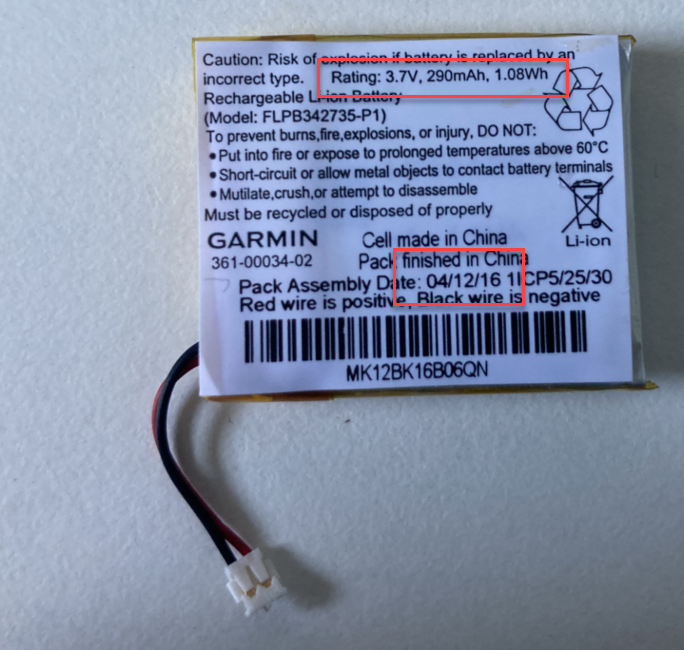 Caution: Risk of explosion if battery is replaced by an
incorrect type. Rating: 3.7V, 290mAh, 1.08Wh
Rechargeable Li-ion Battery
(Model: FLPB342735-P1)
To prevent burns,fire,explosions, or injury, DO NOT:
•Put into fire or expose to prolonged temperatures above 60°C
•Short-circuit or allow metal objects to contact battery terminals
•Mutilate,crush,or attempt to disassemble
Must be recycled or disposed of properly
Li-ion
GARMIN Cell made in China
361-00034-02 Pack finished in China
Pack Assembly Date: 04/12/16 1ICP5/25/30
Red wire is positive, Black wire is negative
MK12BK16B06QN